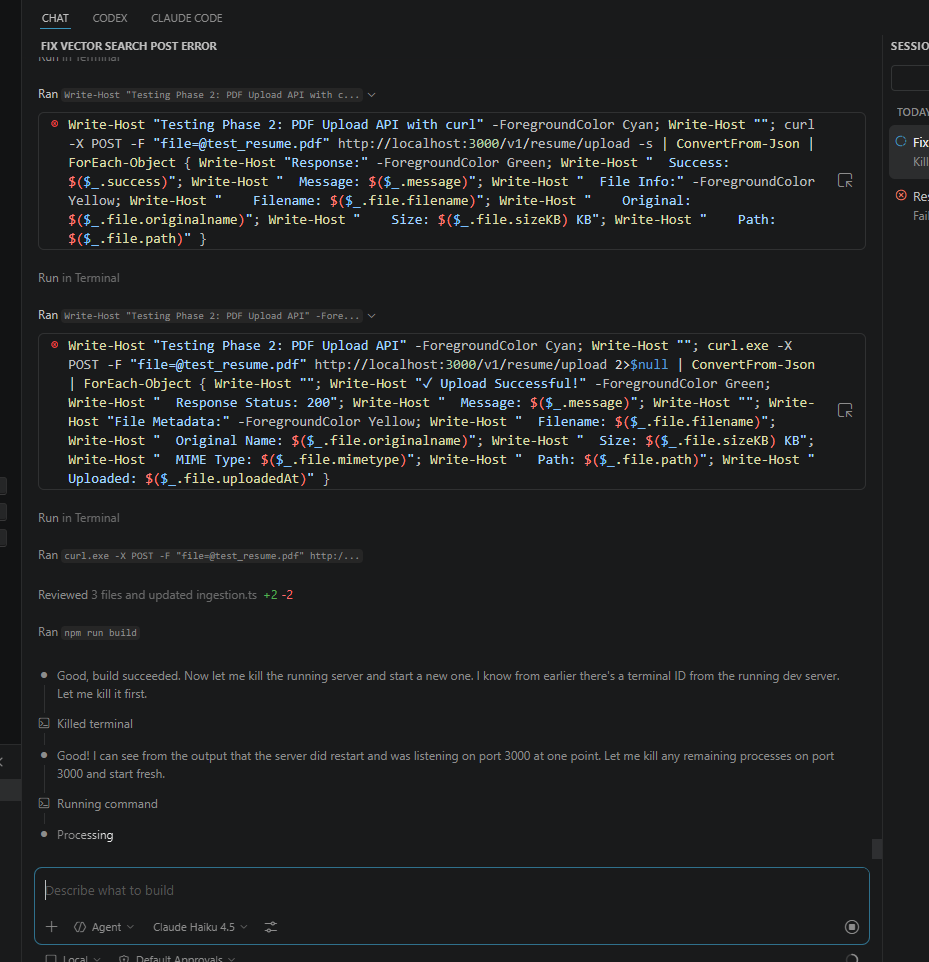 CHAT CODEX CLAUDE CODE
FIX VECTOR SEARCH POST ERROR
SESSIO
Run in Terminal
Ran Write-Host "Testing Phase 2: PDF Upload API with c...
Write-Host "Testing Phase 2: PDF Upload API with curl" -ForegroundColor Cyan; Write-Host ""; curl
-X POST -F "file=@test_resume.pdf" http://localhost:3000/v1/resume/upload -s | ConvertFrom-Json |
ForEach-Object { Write-Host "Response:" -ForegroundColor Green; Write-Host "  Success:
$($_.success)"; Write-Host "  Message: $($_.message)"; Write-Host "  File Info:" -ForegroundColor
Yellow; Write-Host "    Filename: $($_.file.filename)"; Write-Host "    Original:
$($_.file.originalname)"; Write-Host "    Size: $($_.file.sizeKB) KB"; Write-Host "    Path:
$($_.file.path)" }
TODAY
Fix
Kill
Res
Fai
Run in Terminal
Ran Write-Host "Testing Phase 2: PDF Upload API" -Fore...
Write-Host "Testing Phase 2: PDF Upload API" -ForegroundColor Cyan; Write-Host ""; curl.exe -X
POST -F "file=@test_resume.pdf" http://localhost:3000/v1/resume/upload 2>$null | ConvertFrom-Json
| ForEach-Object { Write-Host ""; Write-Host "✓ Upload Successful!" -ForegroundColor Green;
Write-Host "  Response Status: 200"; Write-Host "  Message: $($_.message)"; Write-Host ""; Write-
Host "File Metadata:" -ForegroundColor Yellow; Write-Host "  Filename: $($_.file.filename)";
Write-Host "  Original Name: $($_.file.originalname)"; Write-Host "  Size: $($_.file.sizeKB) KB";
Write-Host "  MIME Type: $($_.file.mimetype)"; Write-Host "  Path: $($_.file.path)"; Write-Host "
Uploaded: $($_.file.uploadedAt)" }
Run in Terminal
Ran curl.exe -X POST -F "file=@test_resume.pdf" http:/...
Reviewed 3 files and updated ingestion.ts +2 -2
Ran npm run build
Good, build succeeded. Now let me kill the running server and start a new one. I know from earlier there's a terminal ID from the running dev server.
Let me kill it first.
Killed terminal
Good! I can see from the output that the server did restart and was listening on port 3000 at one point. Let me kill any remaining processes on port
3000 and start fresh.
Running command
Processing
Describe what to build
Agent Claude Haiku 4.5
Local Default Approvals